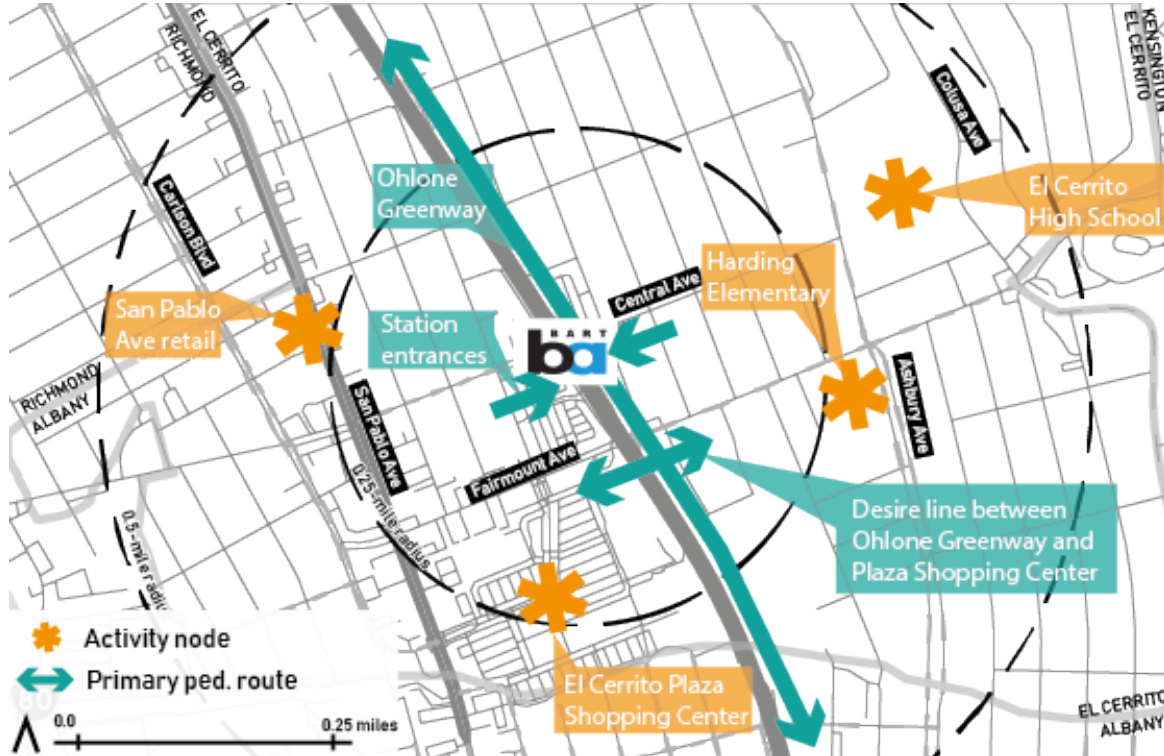 EL CERRITO
RICHMOND
KENSINGTON
EL CERRITO
Colusa Ave
Ohlone
Greenway
El Cerrito
High School
Carlson Blvd
Harding
Elementary
Central Ave
San Pablo
Ave retail
Station
entrances
BART
ba
RICHMOND
ALBANY
San Pablo Ave
Ashbury Ave
Fairmount Ave
0.25-mile radius
0.5-mile radius
Desire line between
Ohlone Greenway and
Plaza Shopping Center
Activity node
Primary ped. route
El Cerrito Plaza
Shopping Center
EL CERRITO
ALBANY
80
0.0
0.25 miles